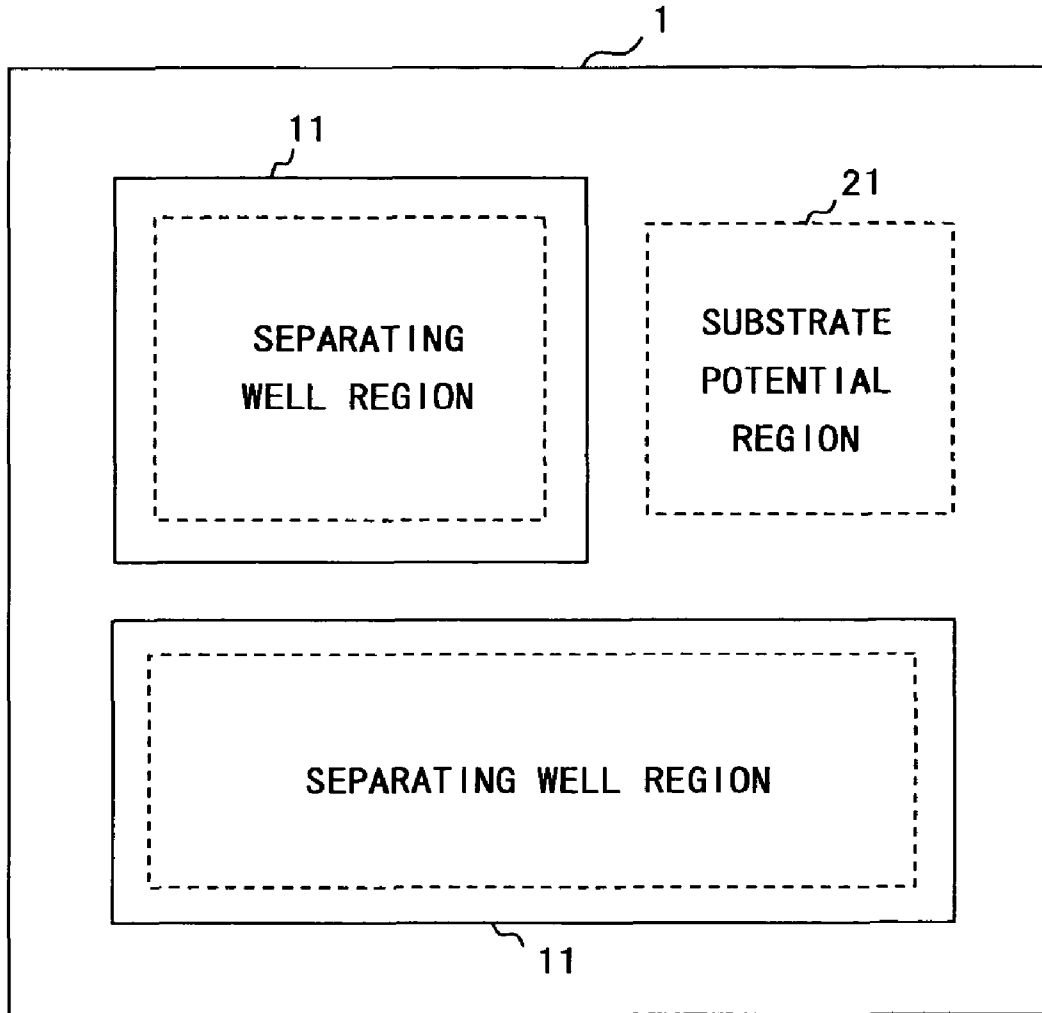 1
11
21
SEPARATING
WELL REGION
SUBSTRATE
POTENTIAL
REGION
SEPARATING WELL REGION
11